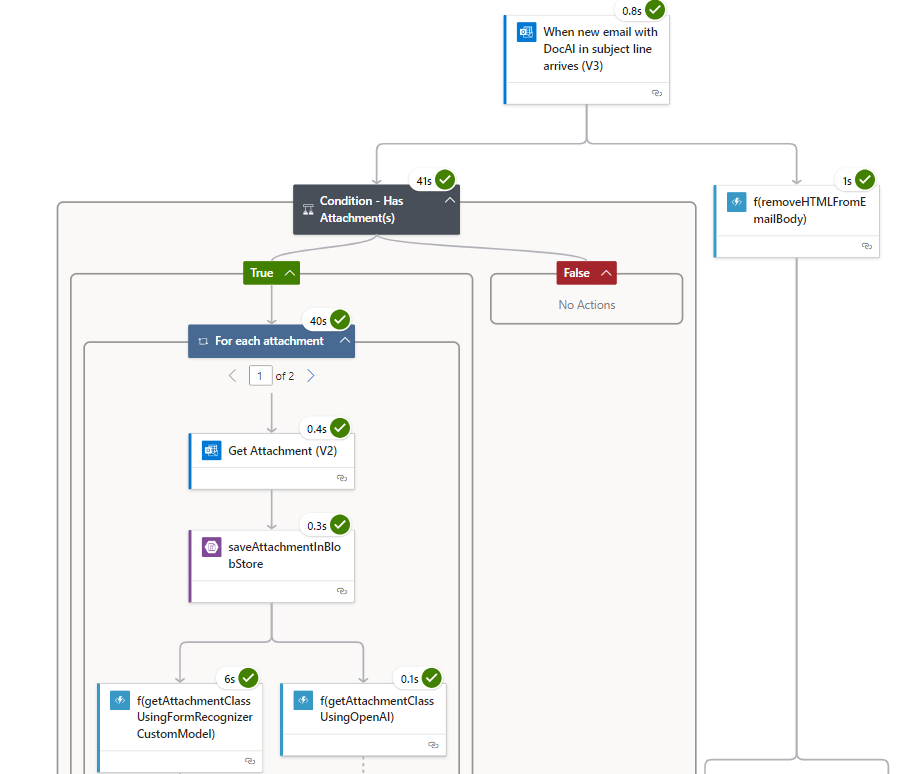 0.8s
When new email with
DocAI in subject line
arrives (V3)
41s
Condition - Has
Attachment(s)
1s
f(removeHTMLFromE
mailBody)
True
False
No Actions
40s
For each attachment
1 of 2
0.4s
Get Attachment (V2)
0.3s
saveAttachmentInBlo
bStore
6s
f(getAttachmentClass
UsingFormRecognizer
CustomModel)
0.1s
f(getAttachmentClass
UsingOpenAI)